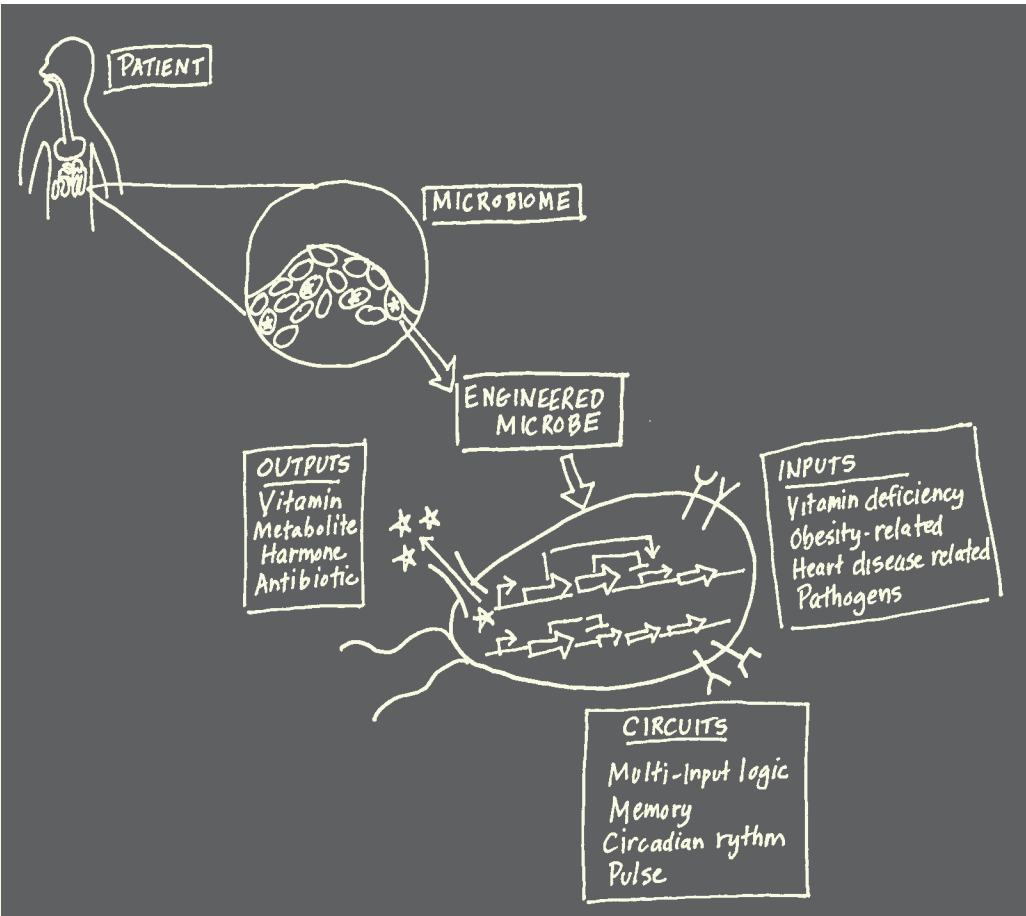 PATIENT
MICROBIOME
ENGINEERED
MICROBE
OUTPUTS
Vitamin
Metabolite
Harmone
Antibiotic
INPUTS
Vitamin deficiency
Obesity-related
Heart disease related
Pathogens
CIRCUITS
Multi-Input logic
Memory
Circadian rythm
Pulse